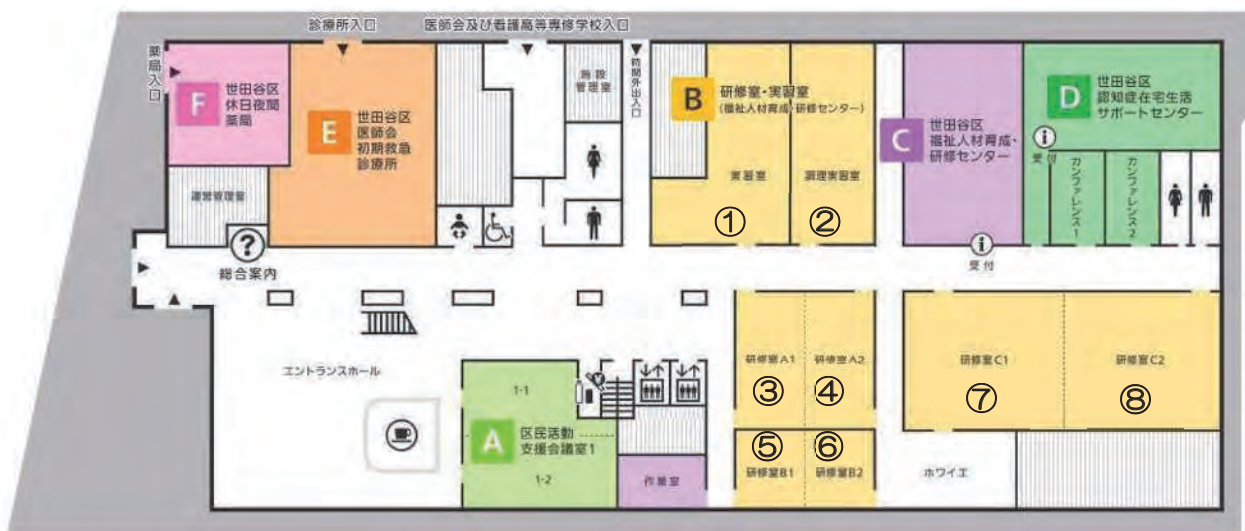 診療所入口
医師会及び看護高等専修学校入口
薬局入口
F
世田谷区
休日夜間
薬局
E
世田谷区
医師会
初期救急
診療所
施設
管理室
時間外出入口
B
研修室・実習室
(福祉人材育成・研修センター)
C
世田谷区
福祉人材育成・
研修センター
D
世田谷区
認知症在宅生活
サポートセンター
i
受付
カンファレンス1
カンファレンス2
運営管理室
実習室
調理実習室
①
②
?
総合案内
i
受付
エントランスホール
1-1
A
区民活動
支援会議室1
1-2
作業室
研修室A1
研修室A2
③
④
⑤
⑥
研修室B1
研修室B2
研修室C1
研修室C2
⑦
⑧
ホワイエ